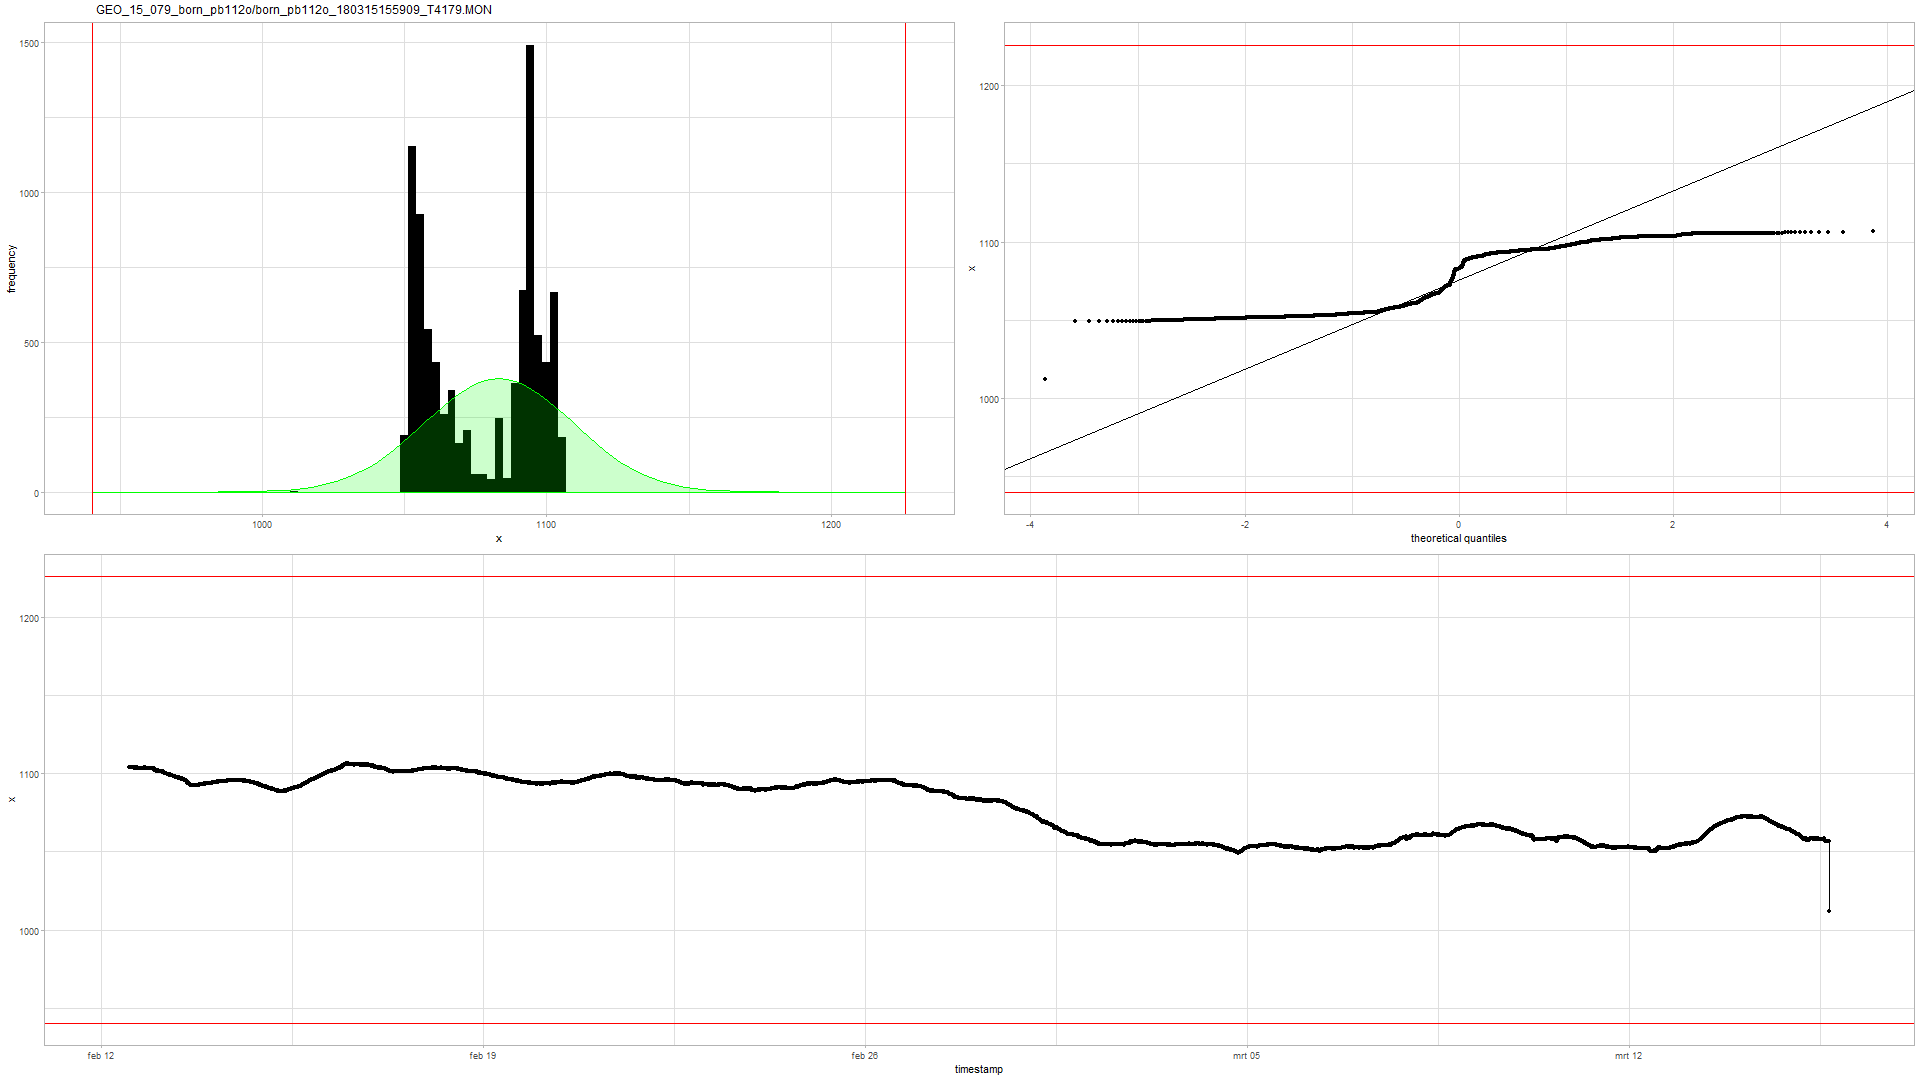 GEO_15_079_born_pb112o/born_pb112o_180315155909_T4179.MON
1500
1000
500
0
frequency
1000
1100
1200
x
1200
1100
1000
x
-4
-2
0
2
4
theoretical quantiles
1200
1100
1000
x
feb 12
feb 19
feb 26
mrt 05
mrt 12
timestamp